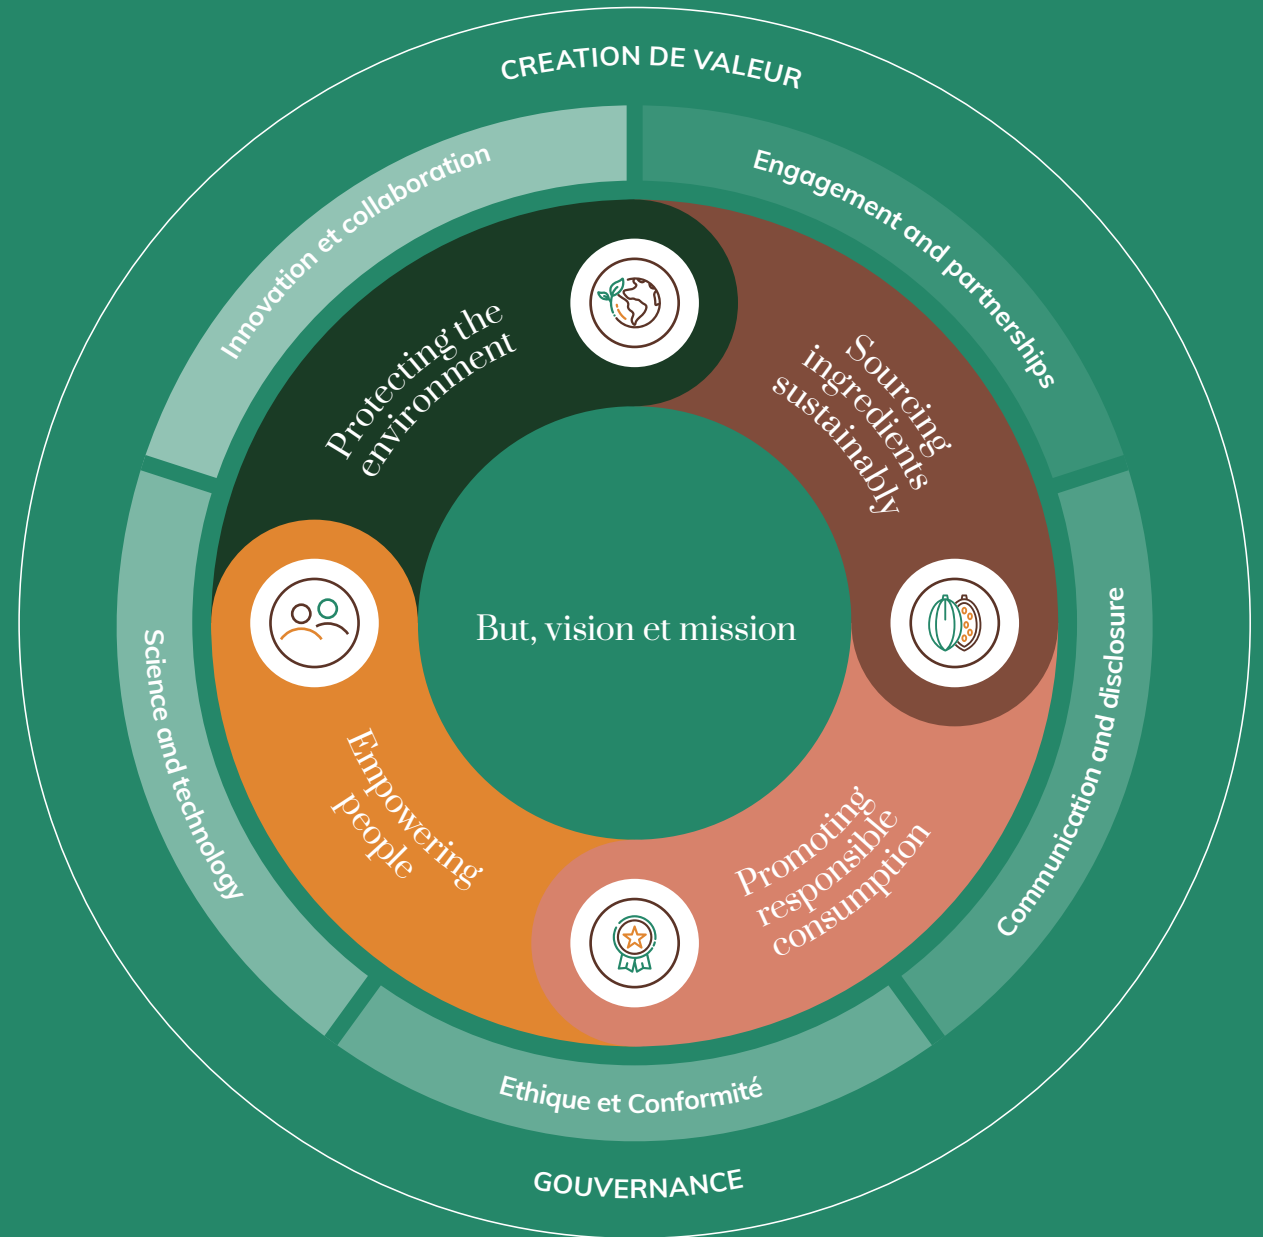 CREATION DE VALEUR
Innovation et collaboration
Engagement and partnerships
Protecting the
environment
Sourcing
ingredients
sustainably
But, vision et mission
Science and technology
Communication and disclosure
Empowering
people
Promoting
responsible
consumption
Ethique et Conformité
GOUVERNANCE